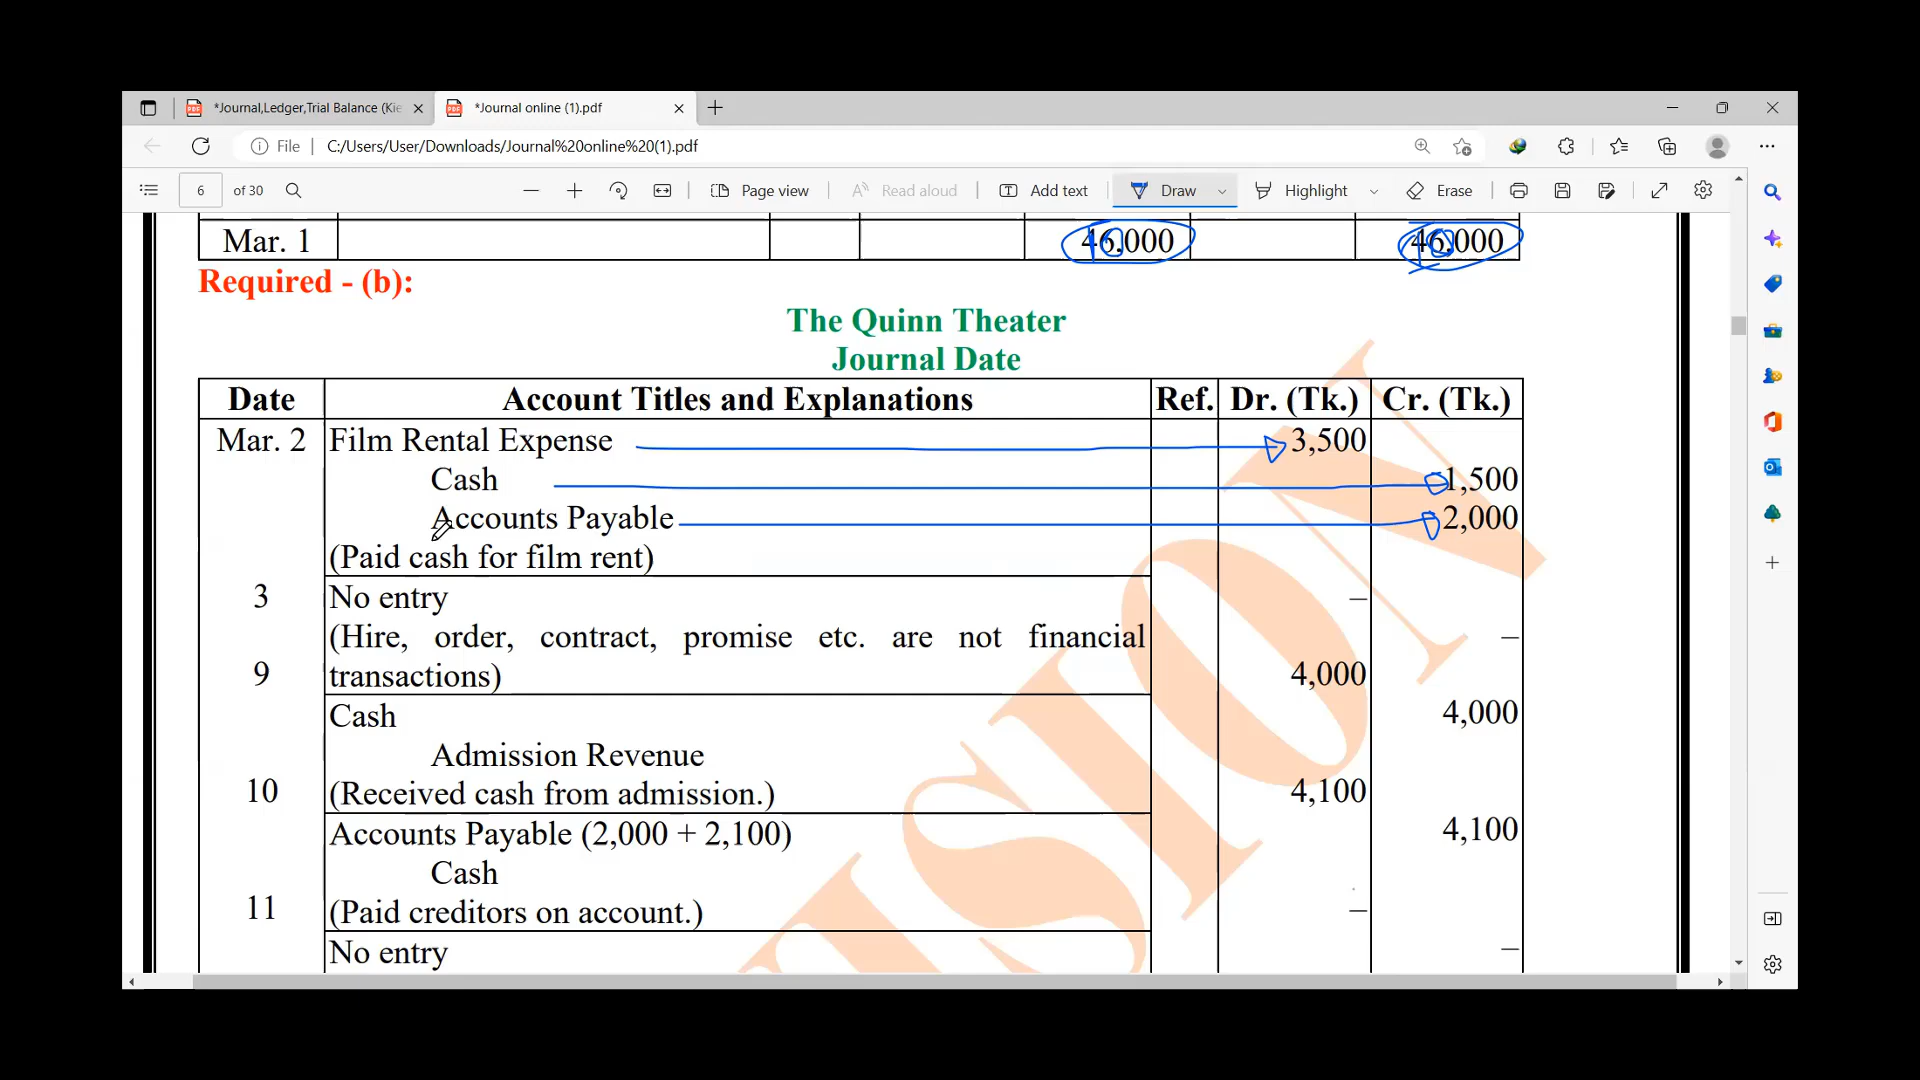 *Journal,Ledger,Trial Balance (Kie
*Journal online (1).pdf
File
C:/Users/User/Downloads/Journal%20online%20(1).pdf
6 of 30
Page view
Read aloud
Add text
Draw
Highlight
Erase
Mar. 1 46,000 46,000
Required - (b):
The Quinn Theater
Journal Date
Date Account Titles and Explanations Ref. Dr. (Tk.) Cr. (Tk.)
Mar. 2 Film Rental Expense 3,500
Cash 1,500
Accounts Payable 2,000
(Paid cash for film rent)
3 No entry –
(Hire, order, contract, promise etc. are not financial –
9 transactions) 4,000
Cash 4,000
Admission Revenue
10 (Received cash from admission.) 4,100
Accounts Payable (2,000 + 2,100) 4,100
Cash
11 (Paid creditors on account.) –
No entry –